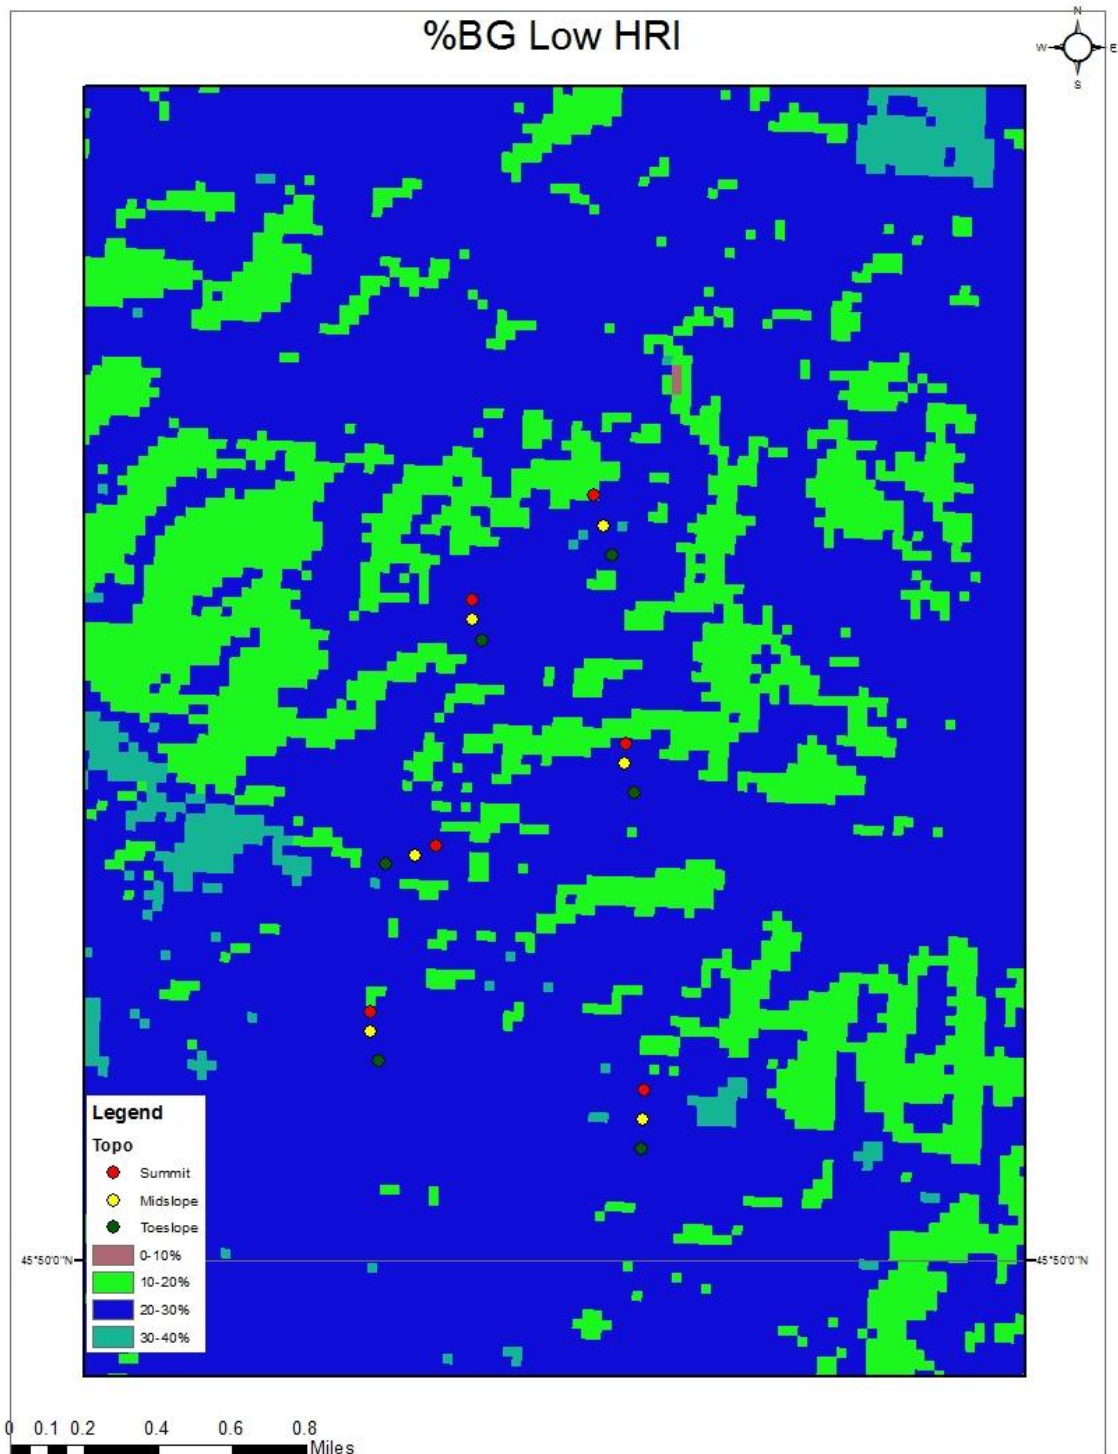 %BG Low HRI
N
W E
S
Legend
Topo
Summit
Midslope
Toeslope
0-10%
10-20%
20-30%
30-40%
45°50'0"N 45°50'0"N
0 0.1 0.2 0.4 0.6 0.8
Miles